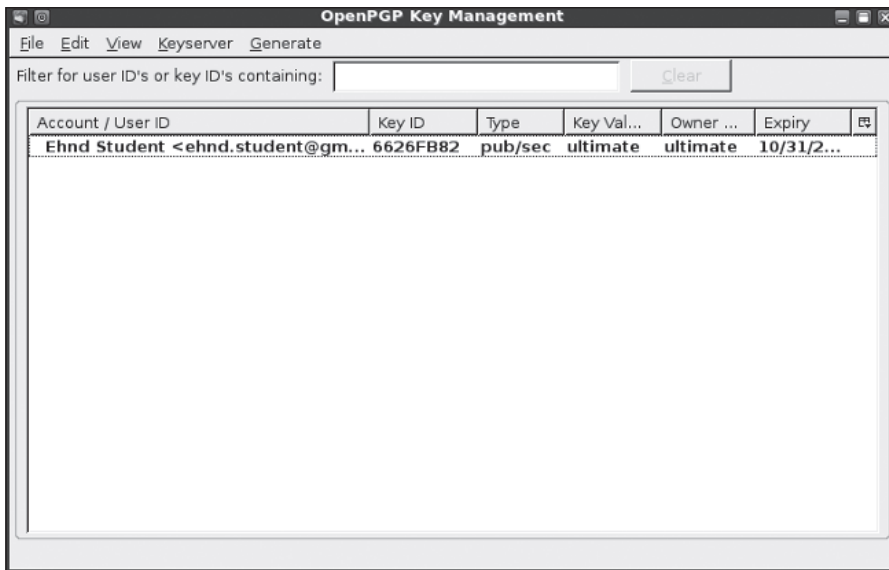 OpenPGP Key Management
File Edit View Keyserver Generate
Filter for user ID's or key ID's containing: Clear
Account / User ID Key ID Type Key Val... Owner ... Expiry
Ehnd Student <ehnd.student@gm... 6626FB82 pub/sec ultimate ultimate 10/31/2...